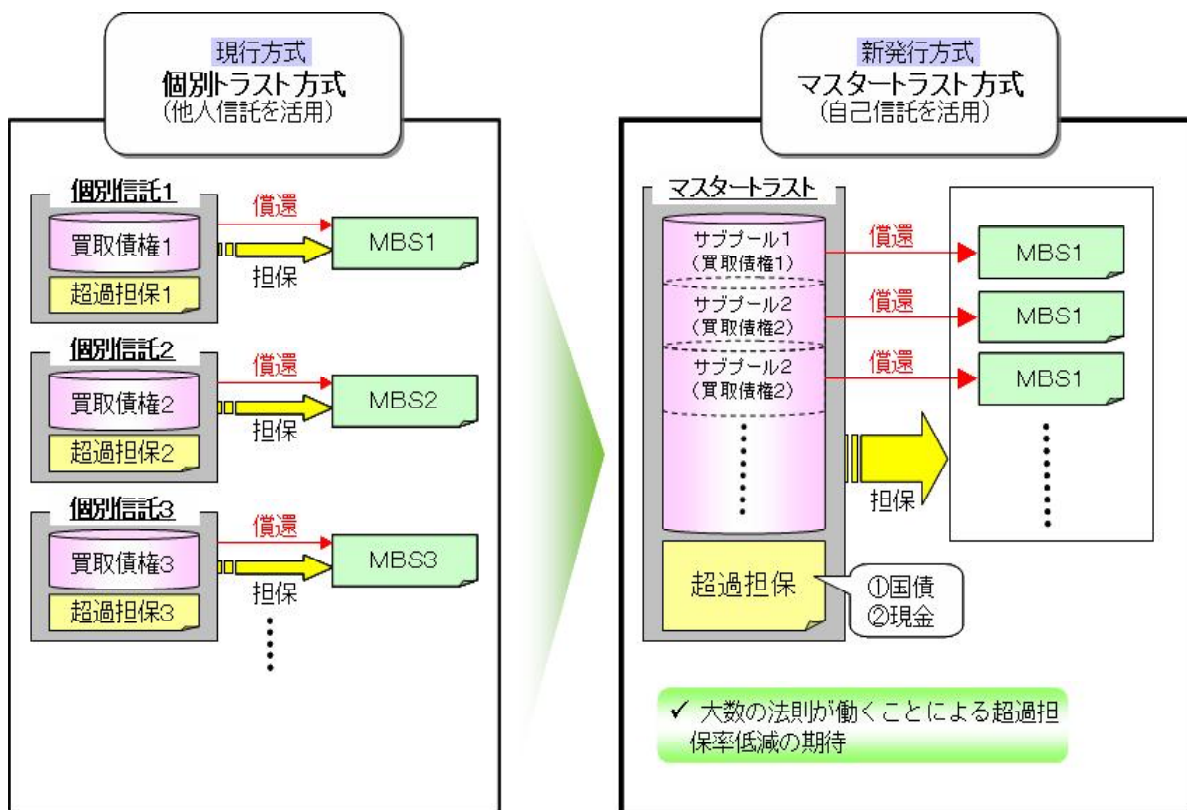 現行方式
個別トラスト方式
(他人信託を活用)
個別信託1
買取債権1
超過担保1
償還
担保
MBS1
個別信託2
買取債権2
超過担保2
償還
担保
MBS2
個別信託3
買取債権3
超過担保3
償還
担保
MBS3
新発行方式
マスタートラスト方式
(自己信託を活用)
マスタートラスト
サブプール1
(買取債権1)
償還
MBS1
サブプール2
(買取債権2)
償還
MBS1
サブプール2
(買取債権2)
償還
MBS1
担保
超過担保
①国債
②現金
✓ 大数の法則が働くことによる超過担
保率低減の期待